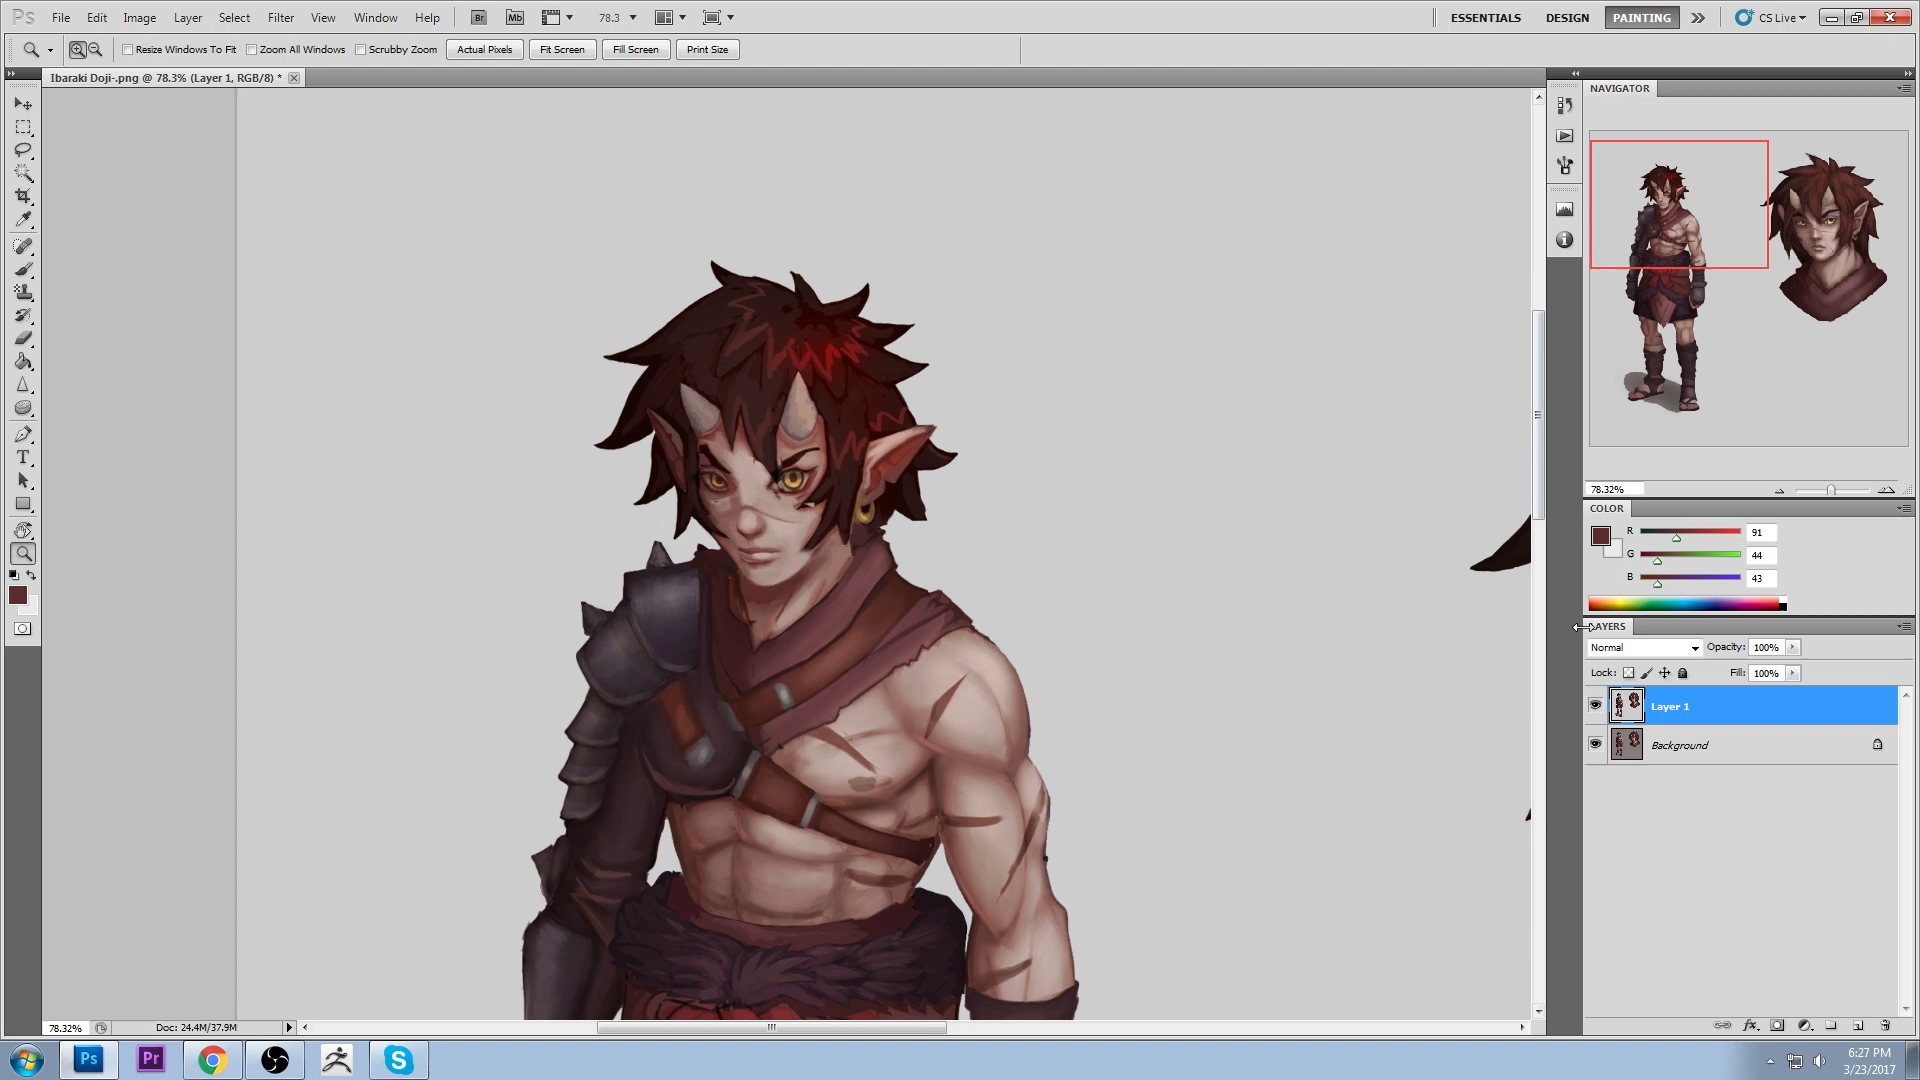 Ps File Edit Image Layer Select Filter View Window Help Br Mb 78.3 ESSENTIALS DESIGN PAINTING CS Live
Resize Windows To Fit Zoom All Windows Scrubby Zoom Actual Pixels Fit Screen Fill Screen Print Size
Ibaraki Doji-.png @ 78.3% (Layer 1, RGB/8) *
NAVIGATOR
78.32%
COLOR
R 91
G 44
B 43
LAYERS
Normal Opacity: 100%
Lock: Fill: 100%
Layer 1
Background
T
78.32% Doc: 24.4M/37.9M
fx
Ps Pr S 6:27 PM
3/23/2017